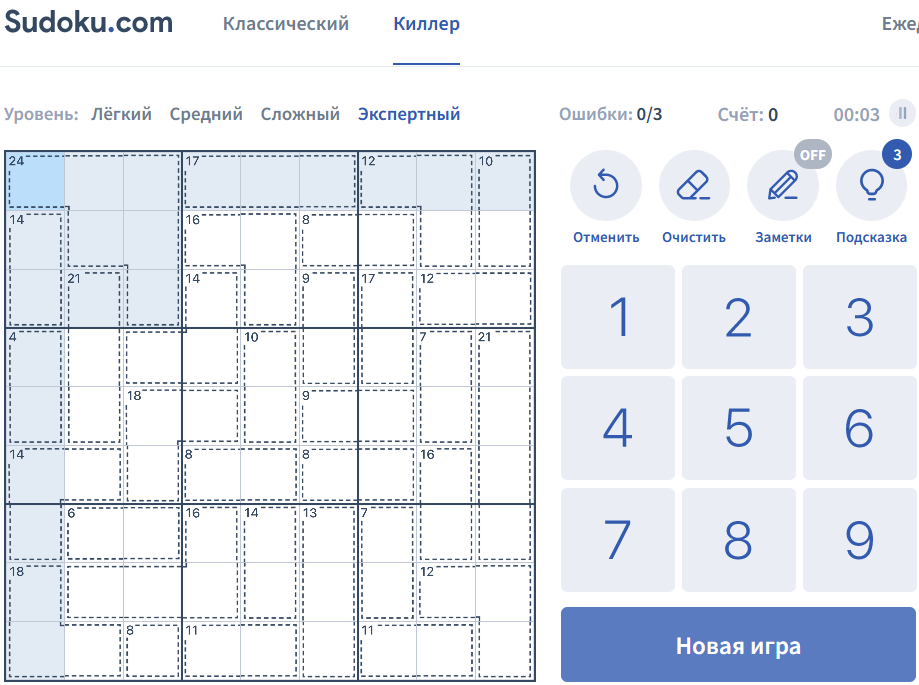 Sudoku.com Классический Киллер Еже
Уровень: Лёгкий Средний Сложный Экспертный Ошибки: 0/3 Счёт: 0 00:03
OFF 3
Отменить Очистить Заметки Подсказка
24 17 12 10
14 16 8
21 14 9 17 12
4 10 7 21
18 9
14 8 8 16
6 16 14 13 7
18 12
8 11 11
1 2 3
4 5 6
7 8 9
Новая игра